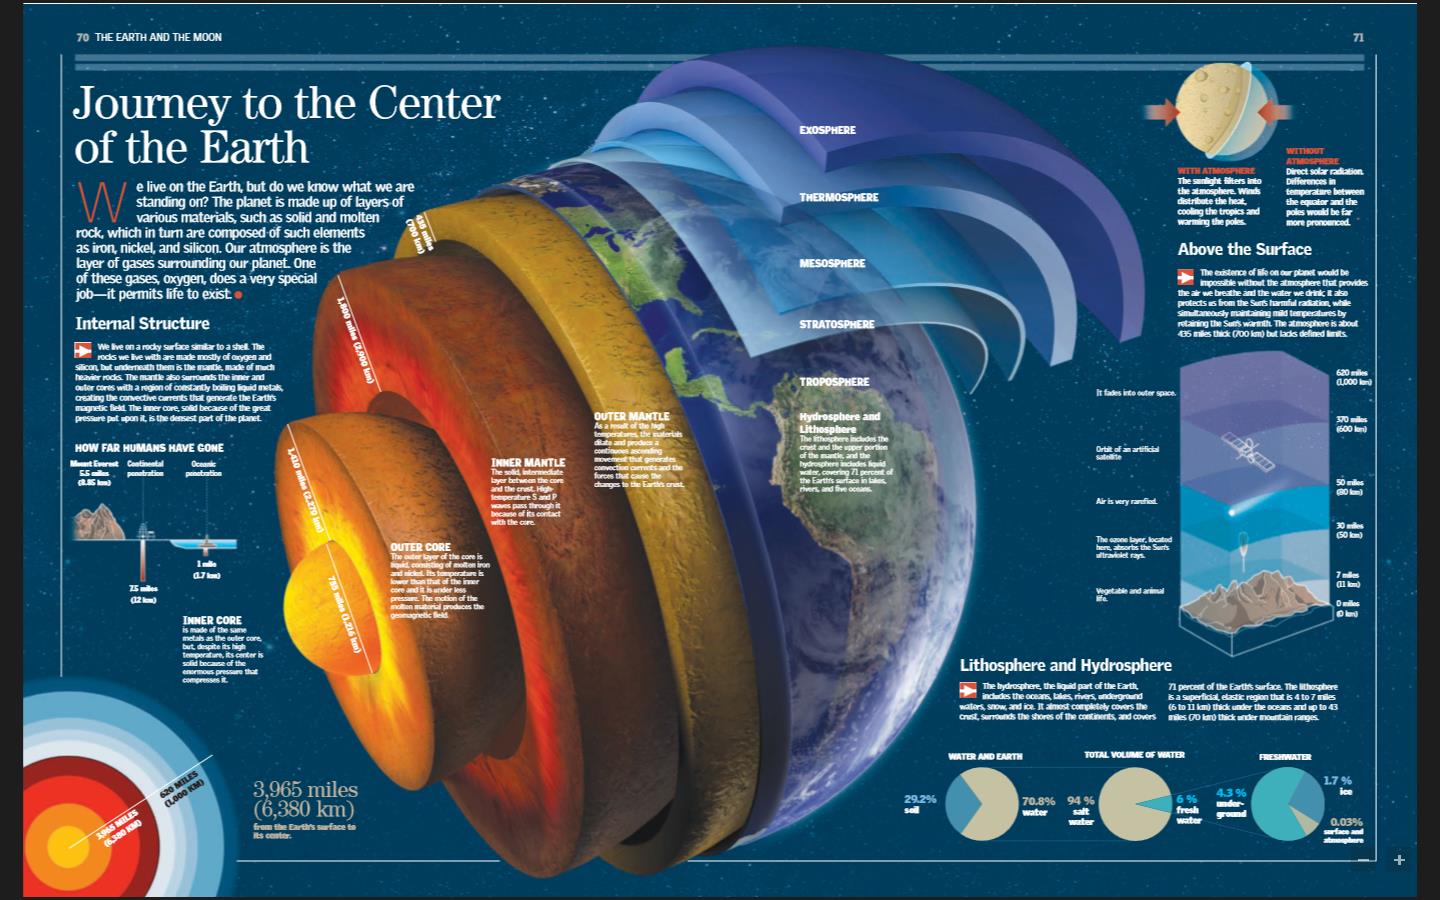 70 THE EARTH AND THE MOON
71
Journey to the Center
of the Earth
We live on the Earth, but do we know what we are
standing on? The planet is made up of layers of
various materials, such as solid and molten
rock, which in turn are composed of such elements
as iron, nickel, and silicon. Our atmosphere is the
layer of gases surrounding our planet. One
of these gases, oxygen, does a very special
job—it permits life to exist.
Internal Structure
We live on a rocky surface similar to a shell. The
rocks we live with are made mostly of oxygen and
silicon, but underneath them is the mantle, made of much
heavier rocks. The mantle also surrounds the inner and
outer cores with a region of constantly boiling liquid metals,
creating the convective currents that generate the Earth's
magnetic field. The inner core, solid because of the great
pressure put upon it, is the densest part of the planet.
HOW FAR HUMANS HAVE GONE
Mount Everest
5.5 miles
(8.85 km)
Continental
penetration
Oceanic
penetration
1 mile
(1.7 km)
7.5 miles
(12 km)
INNER CORE
is made of the same
metals as the outer core,
but, despite its high
temperature, its center is
solid because of the
enormous pressure that
compresses it.
620 MILES
(1,000 KM)
3,965 MILES
(6,380 KM)
3,965 miles
(6,380 km)
from the Earth's surface to
its center.
435 miles
(700 km)
1,800 miles (2,900 km)
1,410 miles (2,270 km)
755 miles (1,216 km)
OUTER CORE
The outer layer of the core is
liquid, consisting of molten iron
and nickel. Its temperature is
lower than that of the inner
core and it is under less
pressure. The motion of the
molten material produces the
geomagnetic field.
INNER MANTLE
The solid, intermediate
layer between the core
and the crust. High-
temperature S and P
waves pass through it
because of its contact
with the core.
OUTER MANTLE
As a result of the high
temperatures, the materials
dilate and produce a
continuous ascending
movement that generates
convection currents and the
forces that cause the
changes to the Earth's crust.
EXOSPHERE
THERMOSPHERE
MESOSPHERE
STRATOSPHERE
TROPOSPHERE
Hydrosphere and
Lithosphere
The lithosphere includes the
crust and the upper portion
of the mantle, and the
hydrosphere includes liquid
water, covering 71 percent of
the Earth's surface in lakes,
rivers, and five oceans.
WITH ATMOSPHERE
The sunlight filters into
the atmosphere. Winds
distribute the heat,
cooling the tropics and
warming the poles.
WITHOUT
ATMOSPHERE
Direct solar radiation.
Differences in
temperature between
the equator and the
poles would be far
more pronounced.
Above the Surface
The existence of life on our planet would be
impossible without the atmosphere that provides
the air we breathe and the water we drink; it also
protects us from the Sun's harmful radiation, while
simultaneously maintaining mild temperatures by
retaining the Sun's warmth. The atmosphere is about
435 miles thick (700 km) but lacks defined limits.
It fades into outer space.
Orbit of an artificial
satellite
Air is very rarefied.
The ozone layer, located
here, absorbs the Sun's
ultraviolet rays.
Vegetable and animal
life.
620 miles
(1,000 km)
370 miles
(600 km)
50 miles
(80 km)
30 miles
(50 km)
7 miles
(11 km)
0 miles
(0 km)
Lithosphere and Hydrosphere
The hydrosphere, the liquid part of the Earth,
includes the oceans, lakes, rivers, underground
waters, snow, and ice. It almost completely covers the
crust, surrounds the shores of the continents, and covers
71 percent of the Earth's surface. The lithosphere
is a superficial, elastic region that is 4 to 7 miles
(6 to 11 km) thick under the oceans and up to 43
miles (70 km) thick under mountain ranges.
WATER AND EARTH
29.2%
soil
70.8%
water
TOTAL VOLUME OF WATER
94 %
salt
water
6 %
fresh
water
FRESHWATER
4.3 %
under-
ground
1.7 %
ice
0.03%
surface and
atmosphere